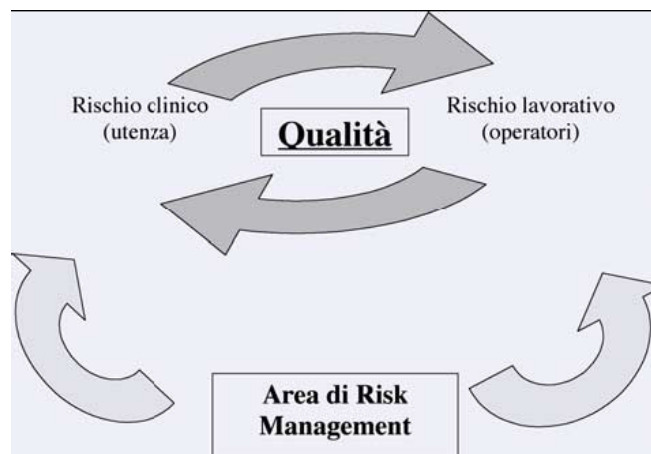 Rischio clinico
(utenza)
Qualità
Rischio lavorativo
(operatori)
Area di Risk
Management